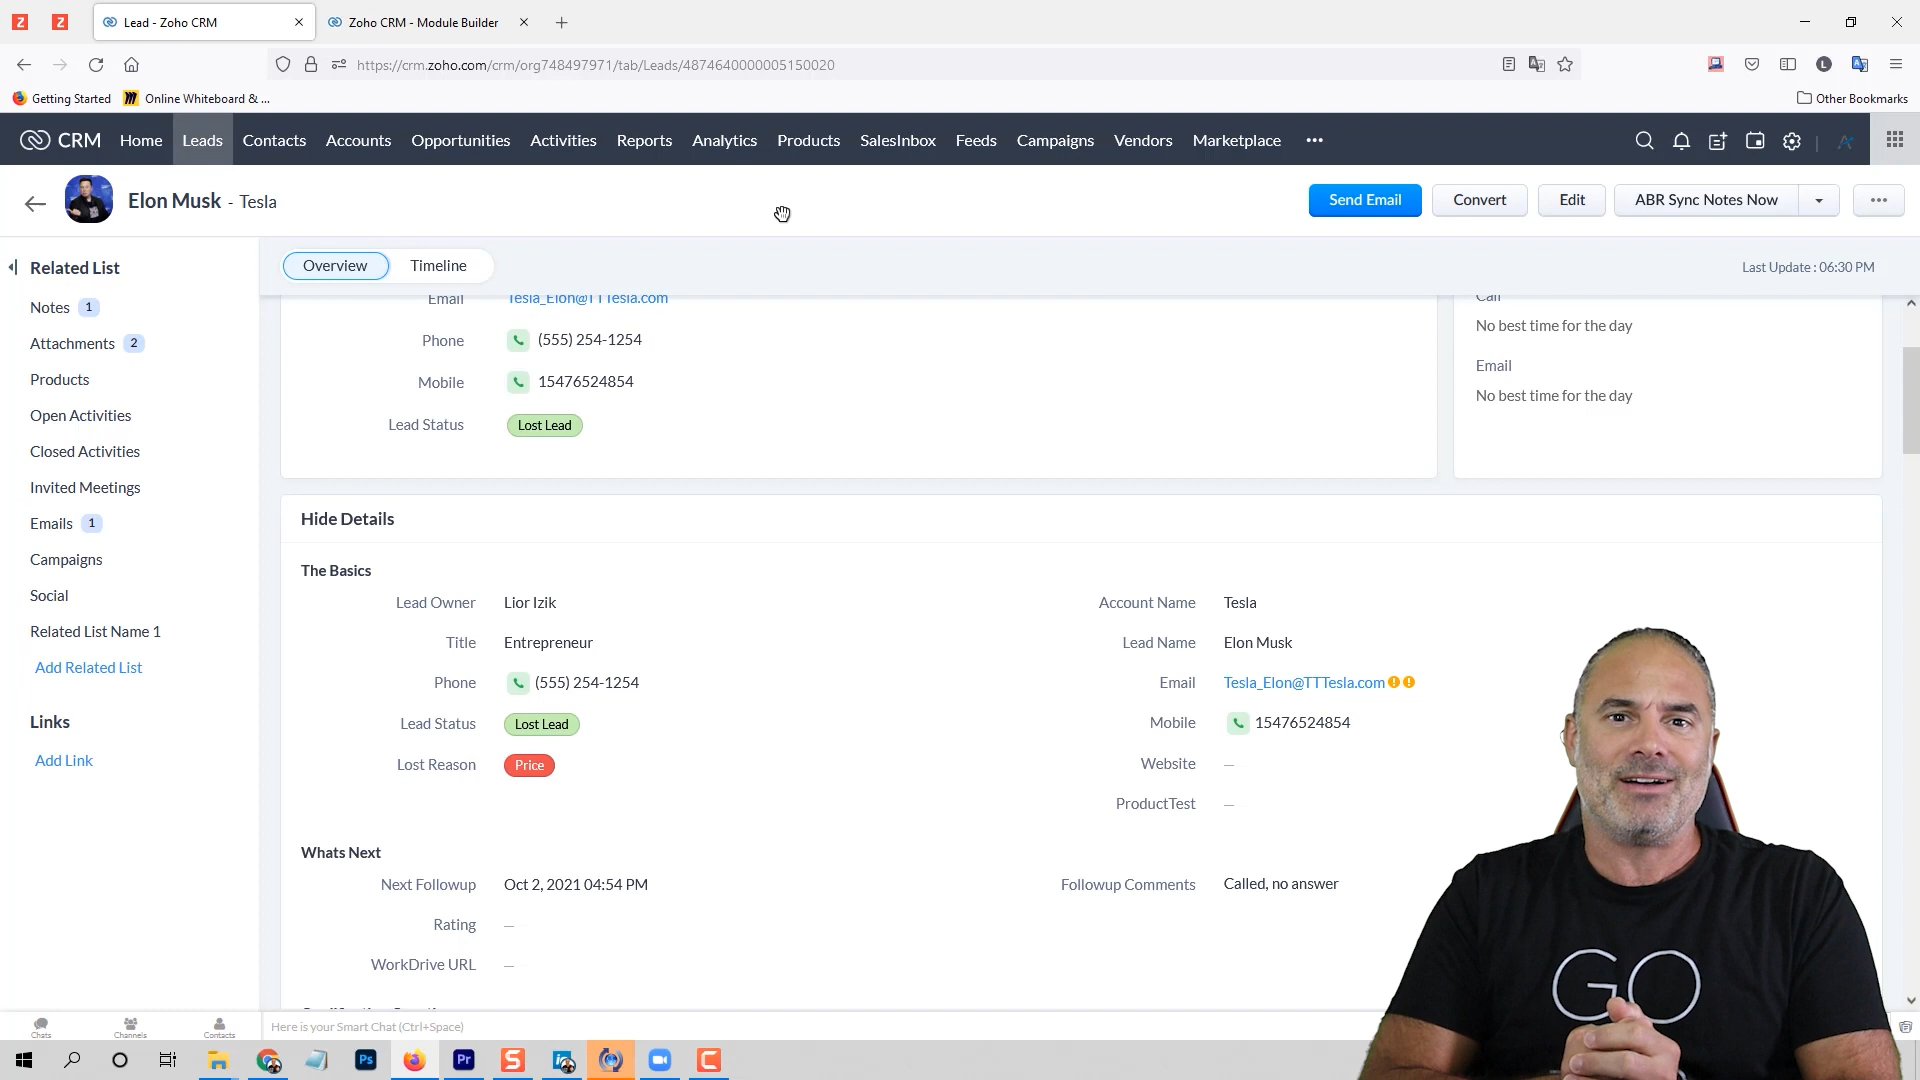 Lead - Zoho CRM
Zoho CRM - Module Builder
https://crm.zoho.com/crm/org748497971/tab/Leads/4874640000005150020
Getting Started
Online Whiteboard & ...
Other Bookmarks
CRM Home Leads Contacts Accounts Opportunities Activities Reports Analytics Products SalesInbox Feeds Campaigns Vendors Marketplace •••
Elon Musk - Tesla
Send Email Convert Edit ABR Sync Notes Now •••
Related List
Notes 1
Attachments 2
Products
Open Activities
Closed Activities
Invited Meetings
Emails 1
Campaigns
Social
Related List Name 1
Add Related List
Links
Add Link
Overview Timeline
Last Update : 06:30 PM
Email Tesla_Elon@TTTesla.com
Phone (555) 254-1254
Mobile 15476524854
Lead Status Lost Lead
Call
No best time for the day
Email
No best time for the day
Hide Details
The Basics
Lead Owner Lior Izik
Account Name Tesla
Title Entrepreneur
Lead Name Elon Musk
Phone (555) 254-1254
Email Tesla_Elon@TTTesla.com
Lead Status Lost Lead
Mobile 15476524854
Lost Reason Price
Website —
ProductTest —
Whats Next
Next Followup Oct 2, 2021 04:54 PM
Followup Comments Called, no answer
Rating —
WorkDrive URL —
GO
Chats Channels Contacts
Here is your Smart Chat (Ctrl+Space)
Ps
Pr
S
in
C